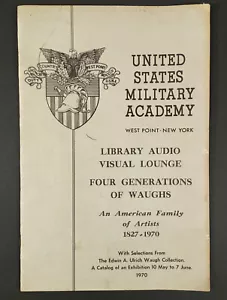 UNITED
STATES
MILITARY
ACADEMY
WEST POINT · NEW YORK
LIBRARY AUDIO
VISUAL LOUNGE
FOUR GENERATIONS
OF WAUGHS
An American Family
of Artists
1827-1970
With Selections From
The Edwin A. Ulrich Waugh Collection.
A Catalog of an Exhibition 10 May to 7 June.
1970